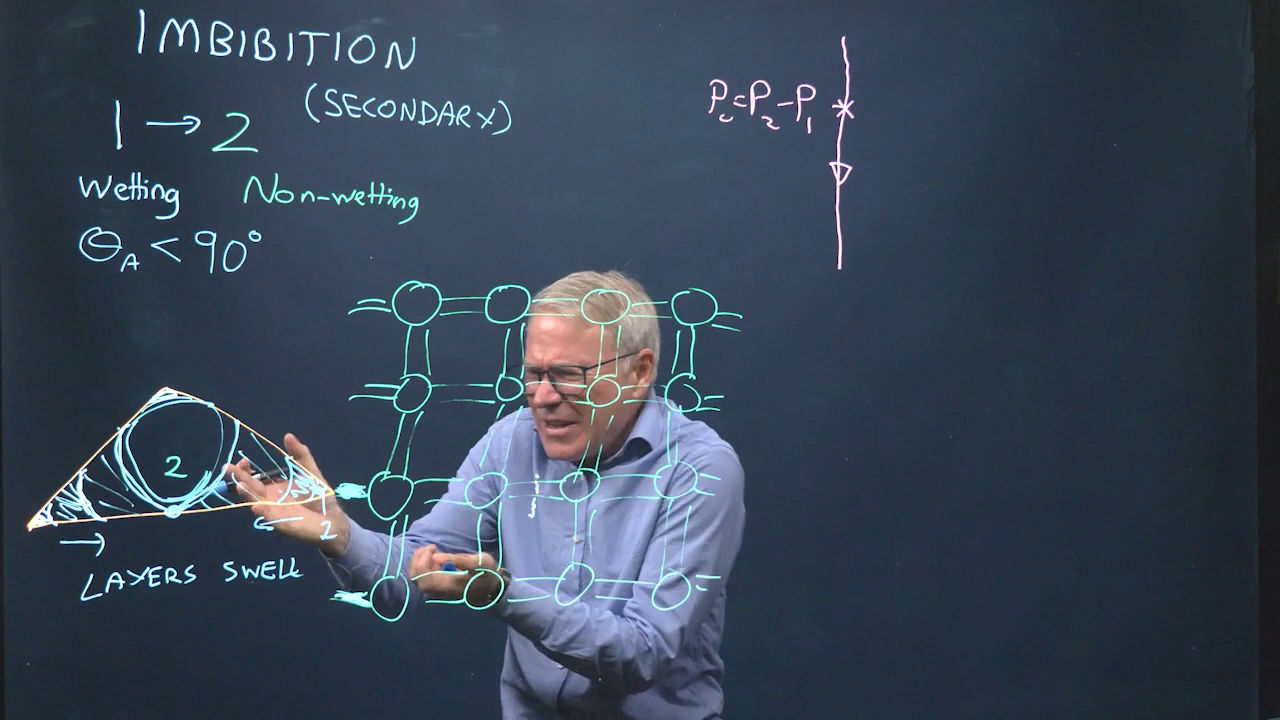 IMBIBITION
(SECONDARY)
1 → 2
Wetting Non-wetting
θA < 90°
Pc=P2-P1
2
2
→ ←
LAYERS SWELL